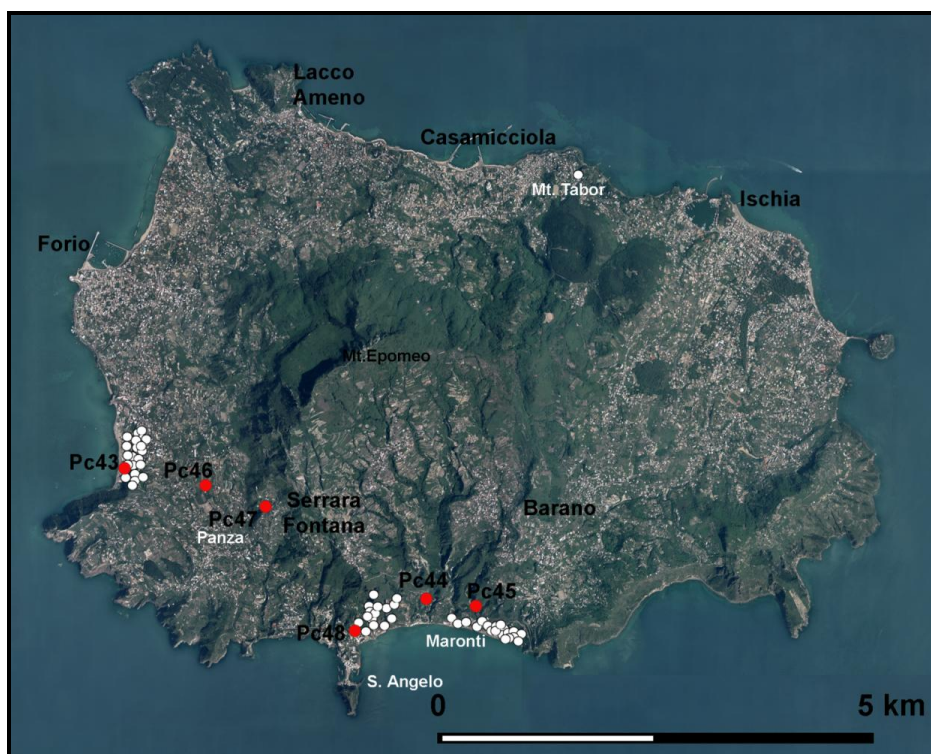 Lacco
Ameno
Casamicciola
Mt. Tabor
Ischia
Forio
Mt.Epomeo
Pc43
Pc46
Pc47
Panza
Serrara
Fontana
Barano
Pc44
Pc45
Pc48
Maronti
S. Angelo
0
5 km